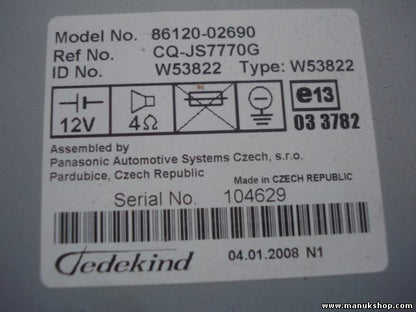 Model No. 86120-02690
Ref No. CQ-JS7770G
ID No. W53822 Type: W53822
12V 4Ω e13
03 3782
Assembled by
Panasonic Automotive Systems Czech, s.r.o.
Pardubice, Czech Republic
Made in CZECH REPUBLIC
Serial No. 104629
Tedekind 04.01.2008 N1
www.manukshop.com